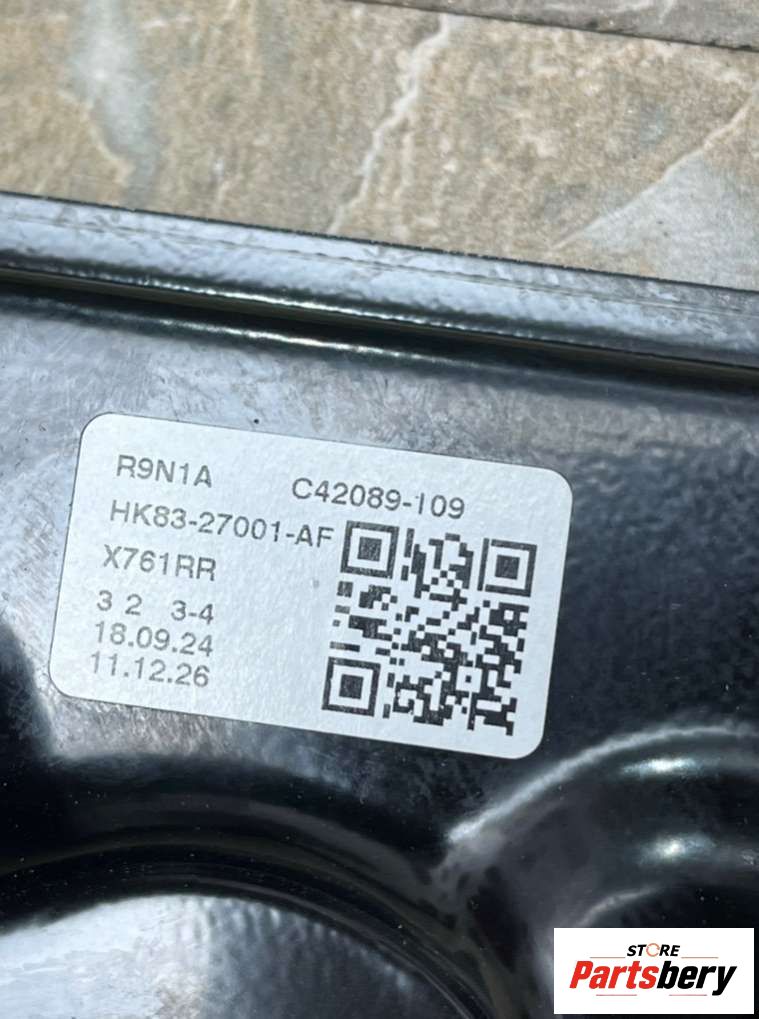 R9N1A C42089-109
HK83-27001-AF
X761RR
3 2 3-4
18.09.24
11.12.26
STORE
Partsbery